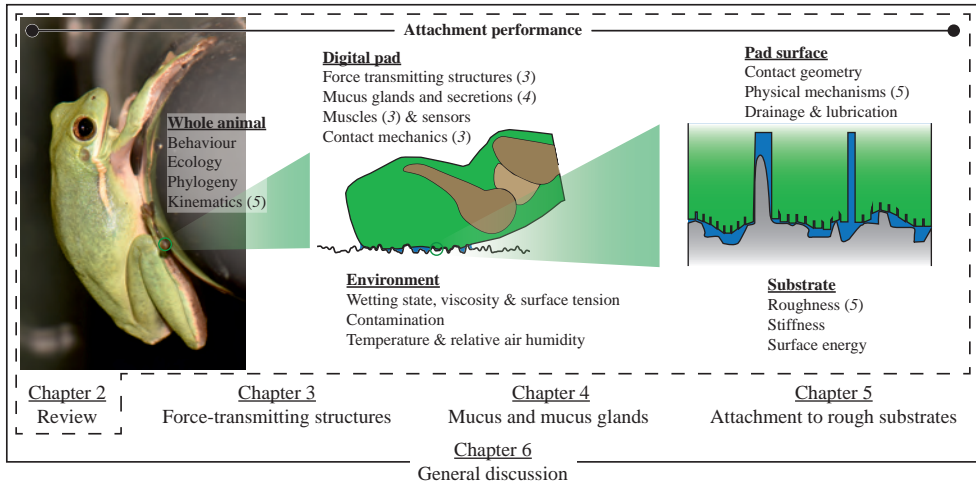 Attachment performance
Whole animal
Behaviour
Ecology
Phylogeny
Kinematics (5)
Digital pad
Force transmitting structures (3)
Mucus glands and secretions (4)
Muscles (3) & sensors
Contact mechanics (3)
Pad surface
Contact geometry
Physical mechanisms (5)
Drainage & lubrication
Environment
Wetting state, viscosity & surface tension
Contamination
Temperature & relative air humidity
Substrate
Roughness (5)
Stiffness
Surface energy
Chapter 2
Review
Chapter 3
Force-transmitting structures
Chapter 4
Mucus and mucus glands
Chapter 5
Attachment to rough substrates
Chapter 6
General discussion